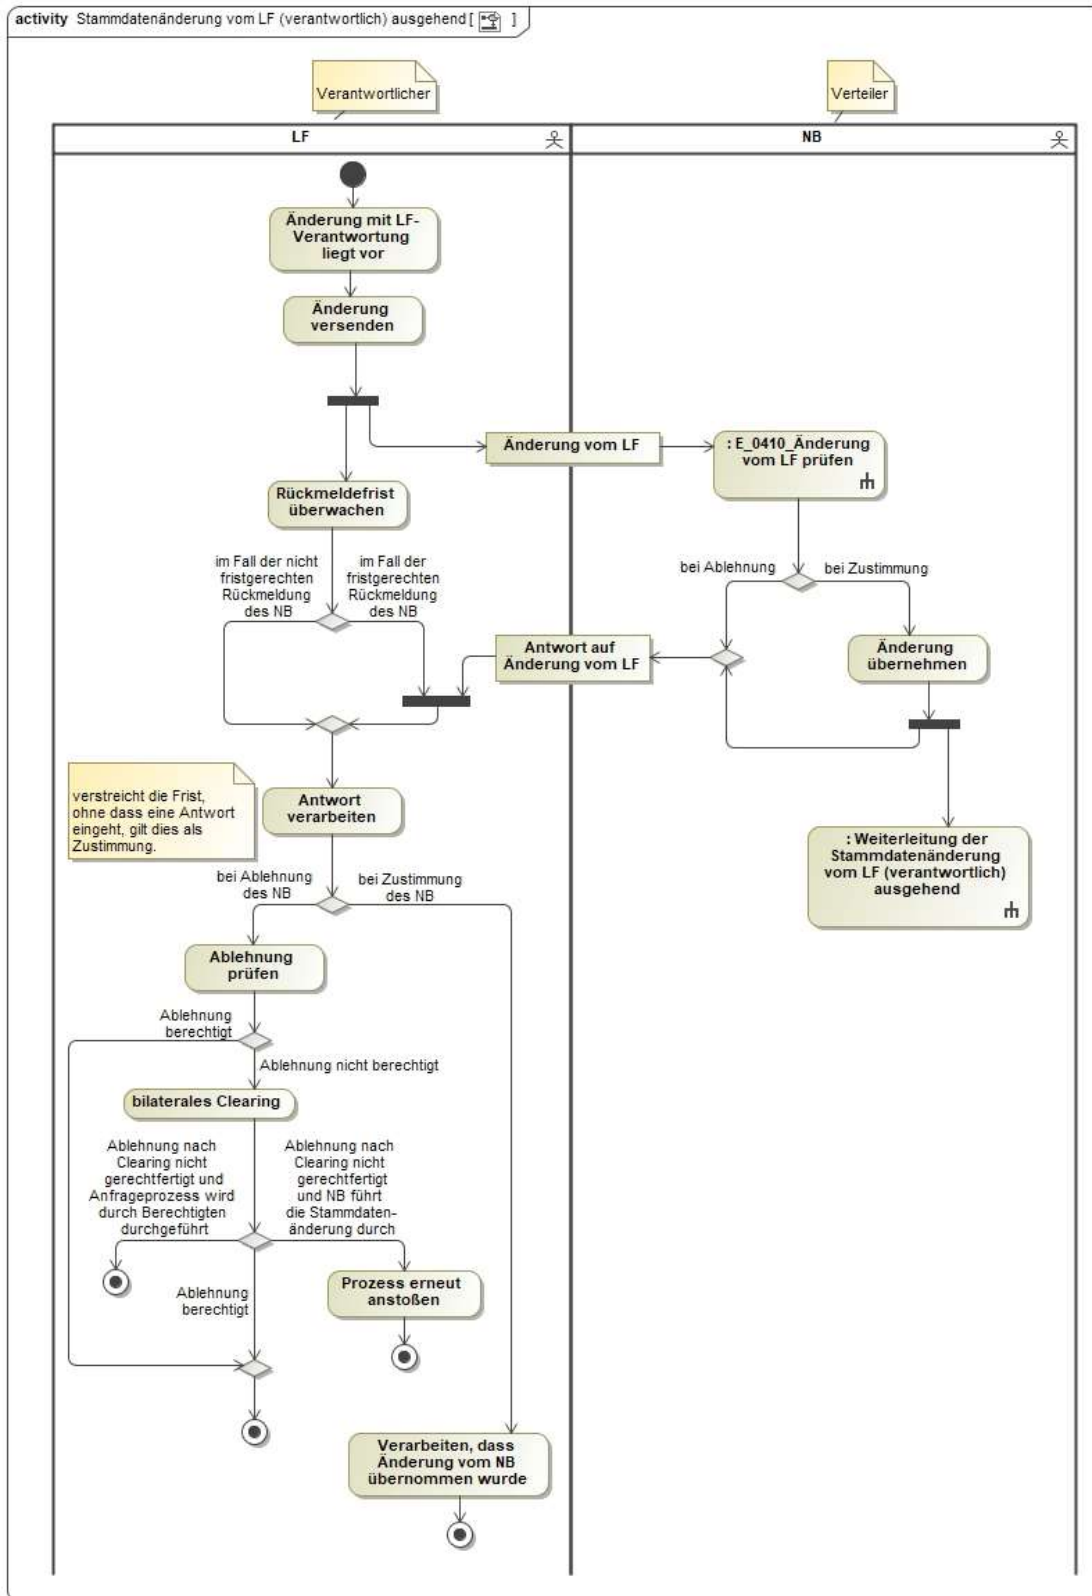 activity Stammdatenänderung vom LF (verantwortlich) ausgehend [ ]
Verantwortlicher
Verteiler
LF
NB
Änderung mit LF-
Verantwortung
liegt vor
Änderung
versenden
Änderung vom LF
: E_0410_Änderung
vom LF prüfen
Rückmeldefrist
überwachen
im Fall der nicht
fristgerechten
Rückmeldung
des NB
im Fall der
fristgerechten
Rückmeldung
des NB
bei Ablehnung
bei Zustimmung
Antwort auf
Änderung vom LF
Änderung
übernehmen
verstreicht die Frist,
ohne dass eine Antwort
eingeht, gilt dies als
Zustimmung.
Antwort
verarbeiten
: Weiterleitung der
Stammdatenänderung
vom LF (verantwortlich)
ausgehend
bei Ablehnung
des NB
bei Zustimmung
des NB
Ablehnung
prüfen
Ablehnung
berechtigt
Ablehnung nicht berechtigt
bilaterales Clearing
Ablehnung nach
Clearing nicht
gerechtfertigt und
Anfrageprozess wird
durch Berechtigten
durchgeführt
Ablehnung nach
Clearing nicht
gerechtfertigt
und NB führt
die Stammdaten-
änderung durch
Ablehnung
berechtigt
Prozess erneut
anstoßen
Verarbeiten, dass
Änderung vom NB
übernommen wurde